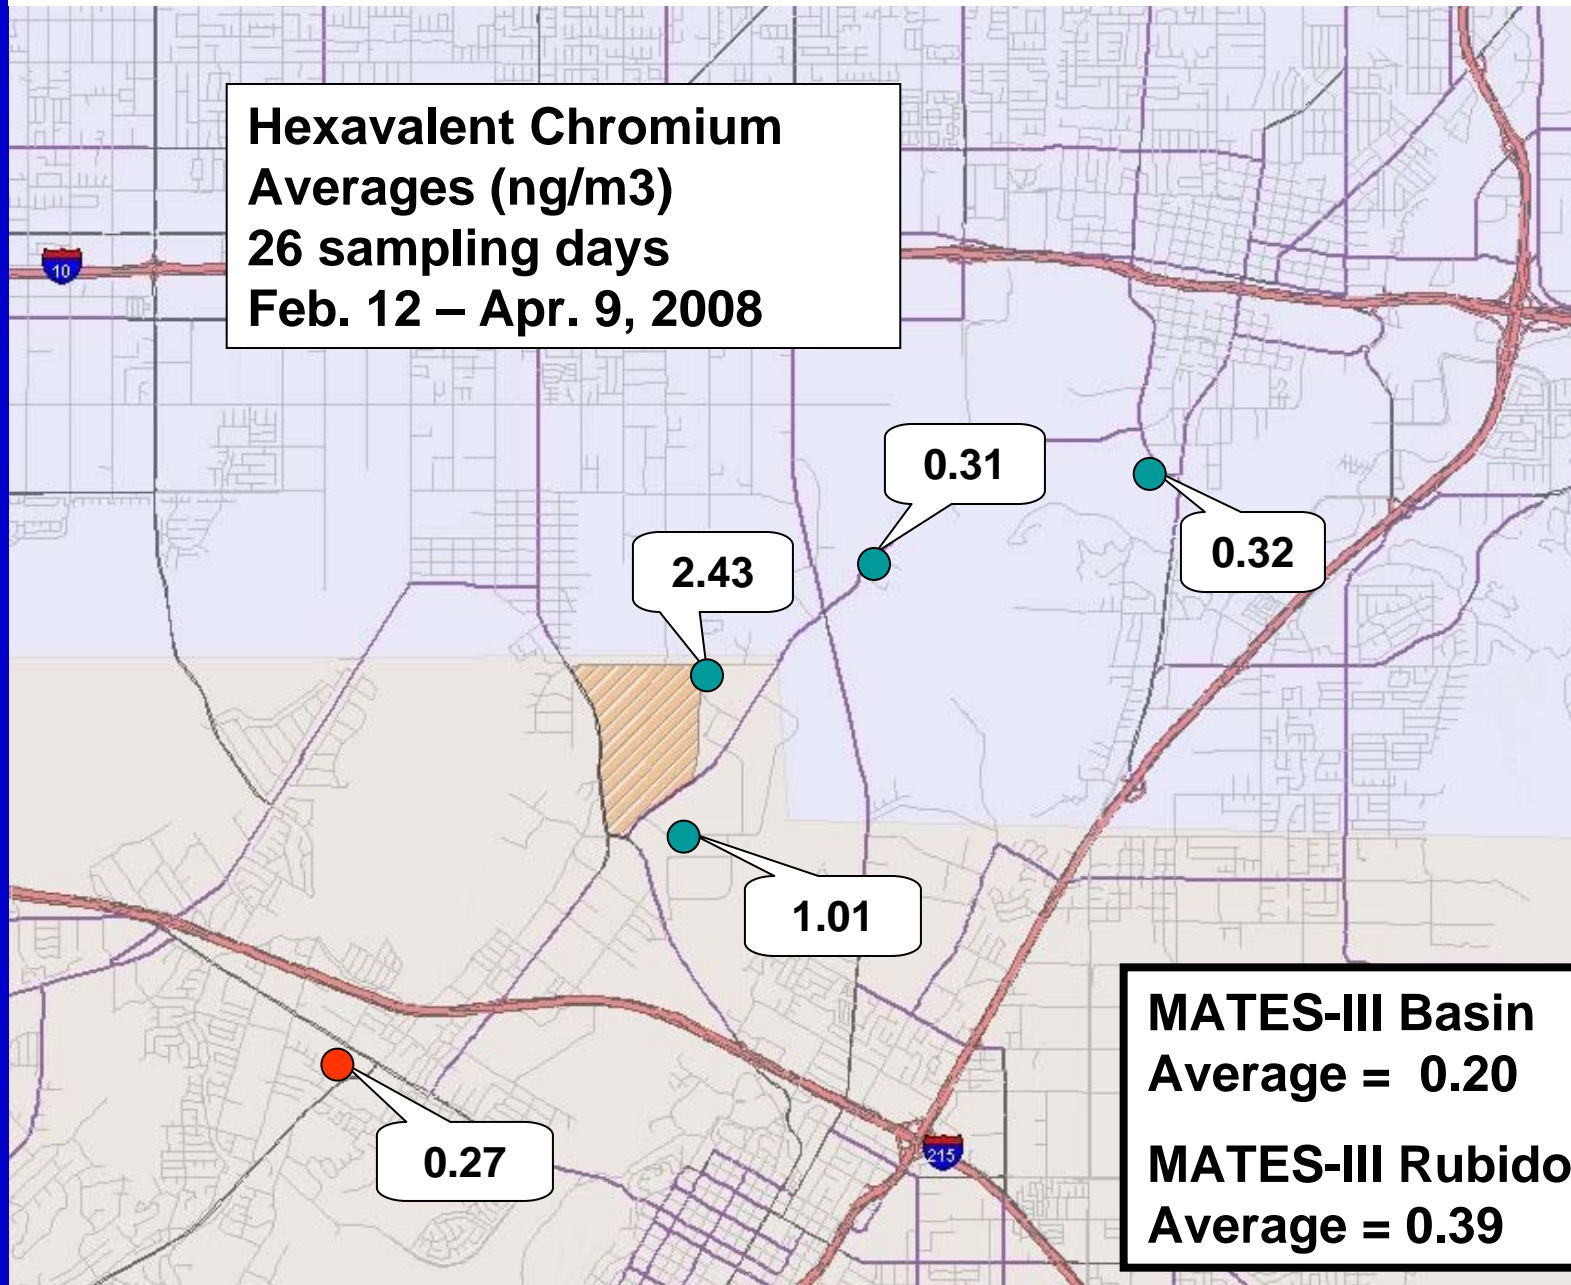 Hexavalent Chromium
Averages (ng/m3)
26 sampling days
Feb. 12 – Apr. 9, 2008
10
0.31
0.32
2.43
1.01
0.27
215
MATES-III Basin
Average = 0.20
MATES-III Rubido
Average = 0.39